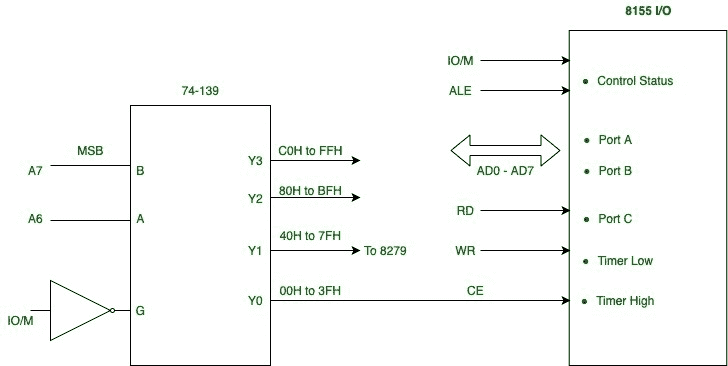 8155 I/O
IO/M
Control Status
ALE
74-139
MSB
C0H to FFH
Port A
A7
B
Y3
AD0 - AD7
Port B
80H to BFH
Y2
RD
A6
A
Port C
40H to 7FH
Y1
To 8279
WR
Timer Low
00H to 3FH
CE
IO/M
G
Y0
Timer High